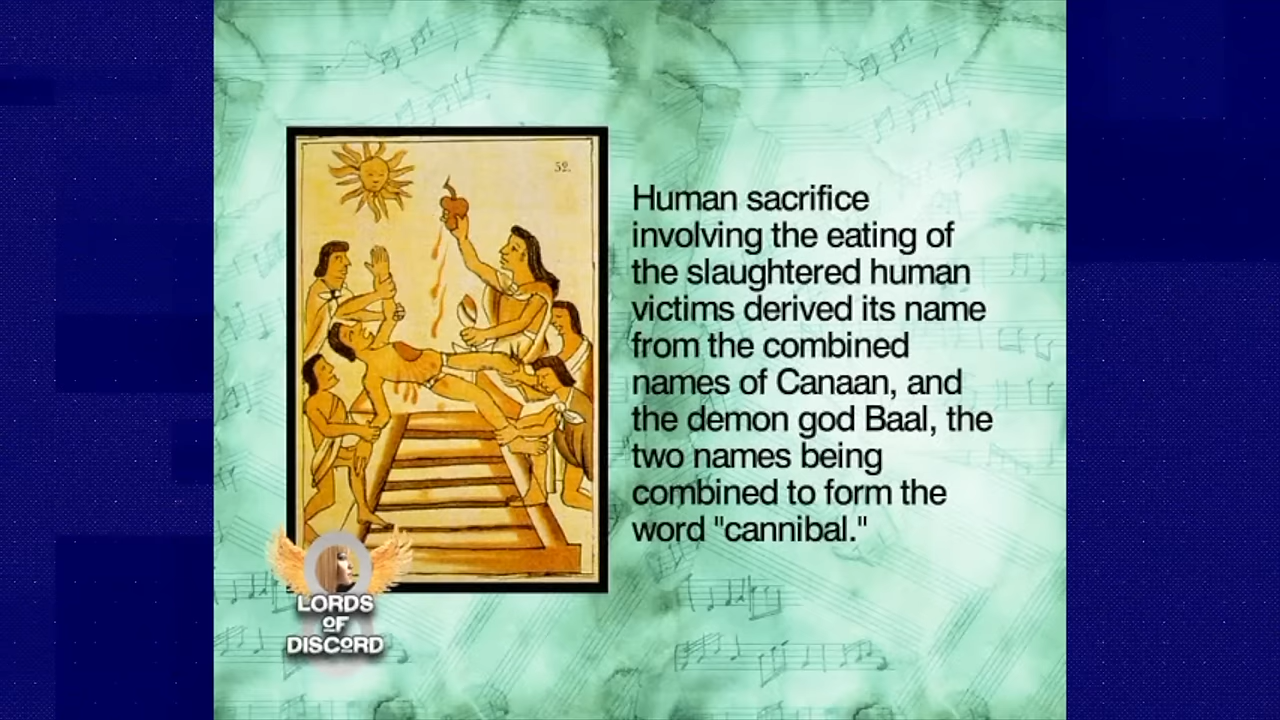 52.
Human sacrifice
involving the eating of
the slaughtered human
victims derived its name
from the combined
names of Canaan, and
the demon god Baal, the
two names being
combined to form the
word "cannibal."
LORDS
OF
DISCORD